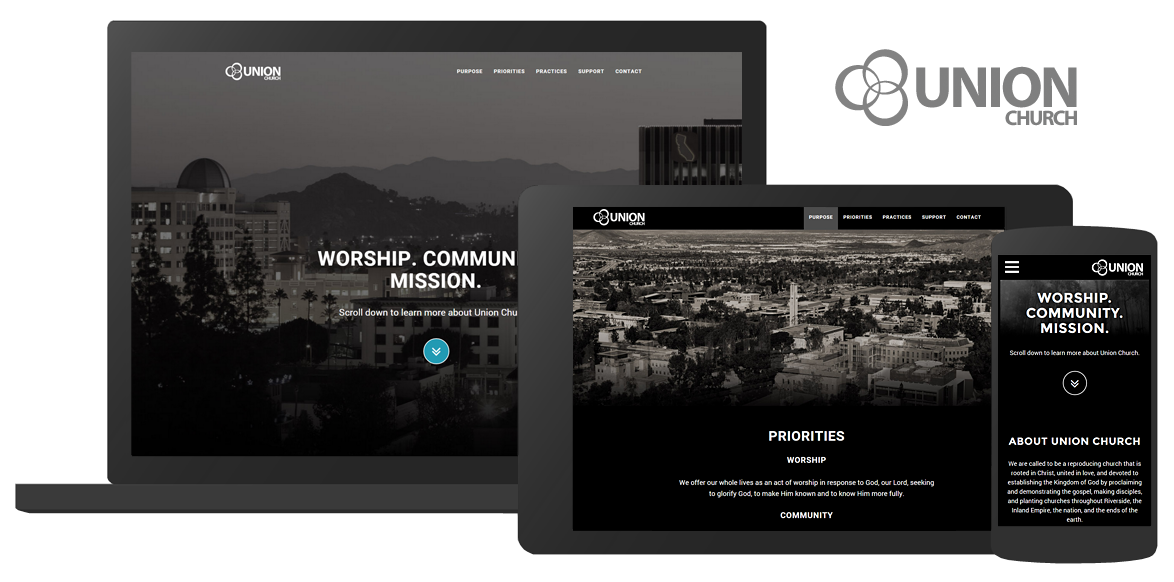 UNION
CHURCH
PURPOSE PRIORITIES PRACTICES SUPPORT CONTACT
WORSHIP. COMMUN
MISSION.
Scroll down to learn more about Union Chu
UNION
CHURCH
UNION
CHURCH
PURPOSE PRIORITIES PRACTICES SUPPORT CONTACT
PRIORITIES
WORSHIP
We offer our whole lives as an act of worship in response to God, our Lord, seeking
to glorify God, to make Him known and to know Him more fully.
COMMUNITY
UNION
CHURCH
WORSHIP.
COMMUNITY.
MISSION.
Scroll down to learn more about Union Church.
ABOUT UNION CHURCH
We are called to be a reproducing church that is
rooted in Christ, united in love, and devoted to
establishing the Kingdom of God by proclaiming
and demonstrating the gospel, making disciples,
and planting churches throughout Riverside, the
Inland Empire, the nation, and the ends of the
earth.